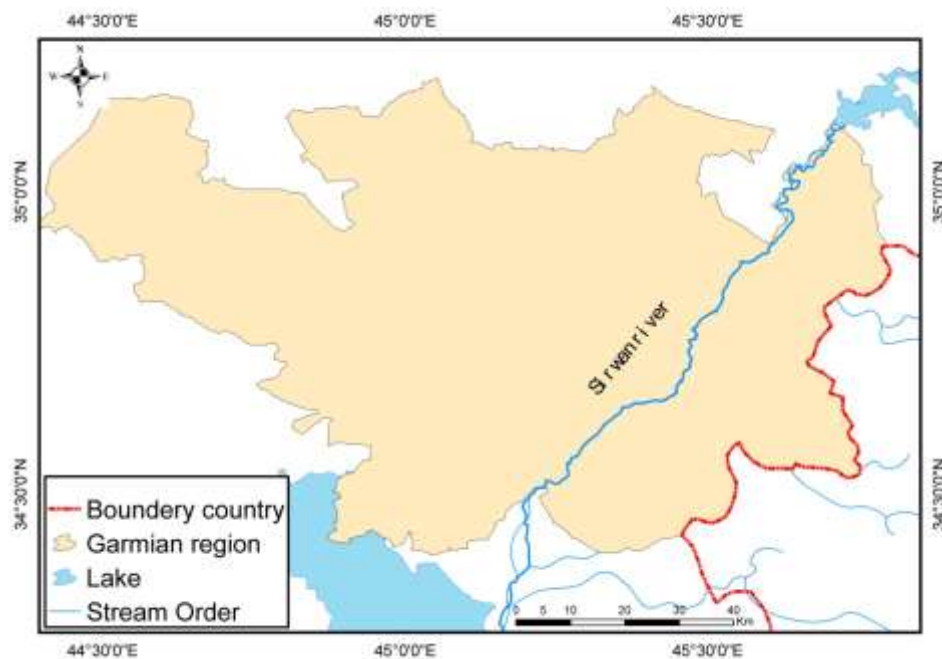 44°30'0"E 45°0'0"E 45°30'0"E
N
W E
S
35°0'0"N 35°0'0"N
Sirwan river
34°30'0"N 34°30'0"N
Boundery country
Garmian region
Lake
Stream Order
0 5 10 20 30 40
Km
44°30'0"E 45°0'0"E 45°30'0"E